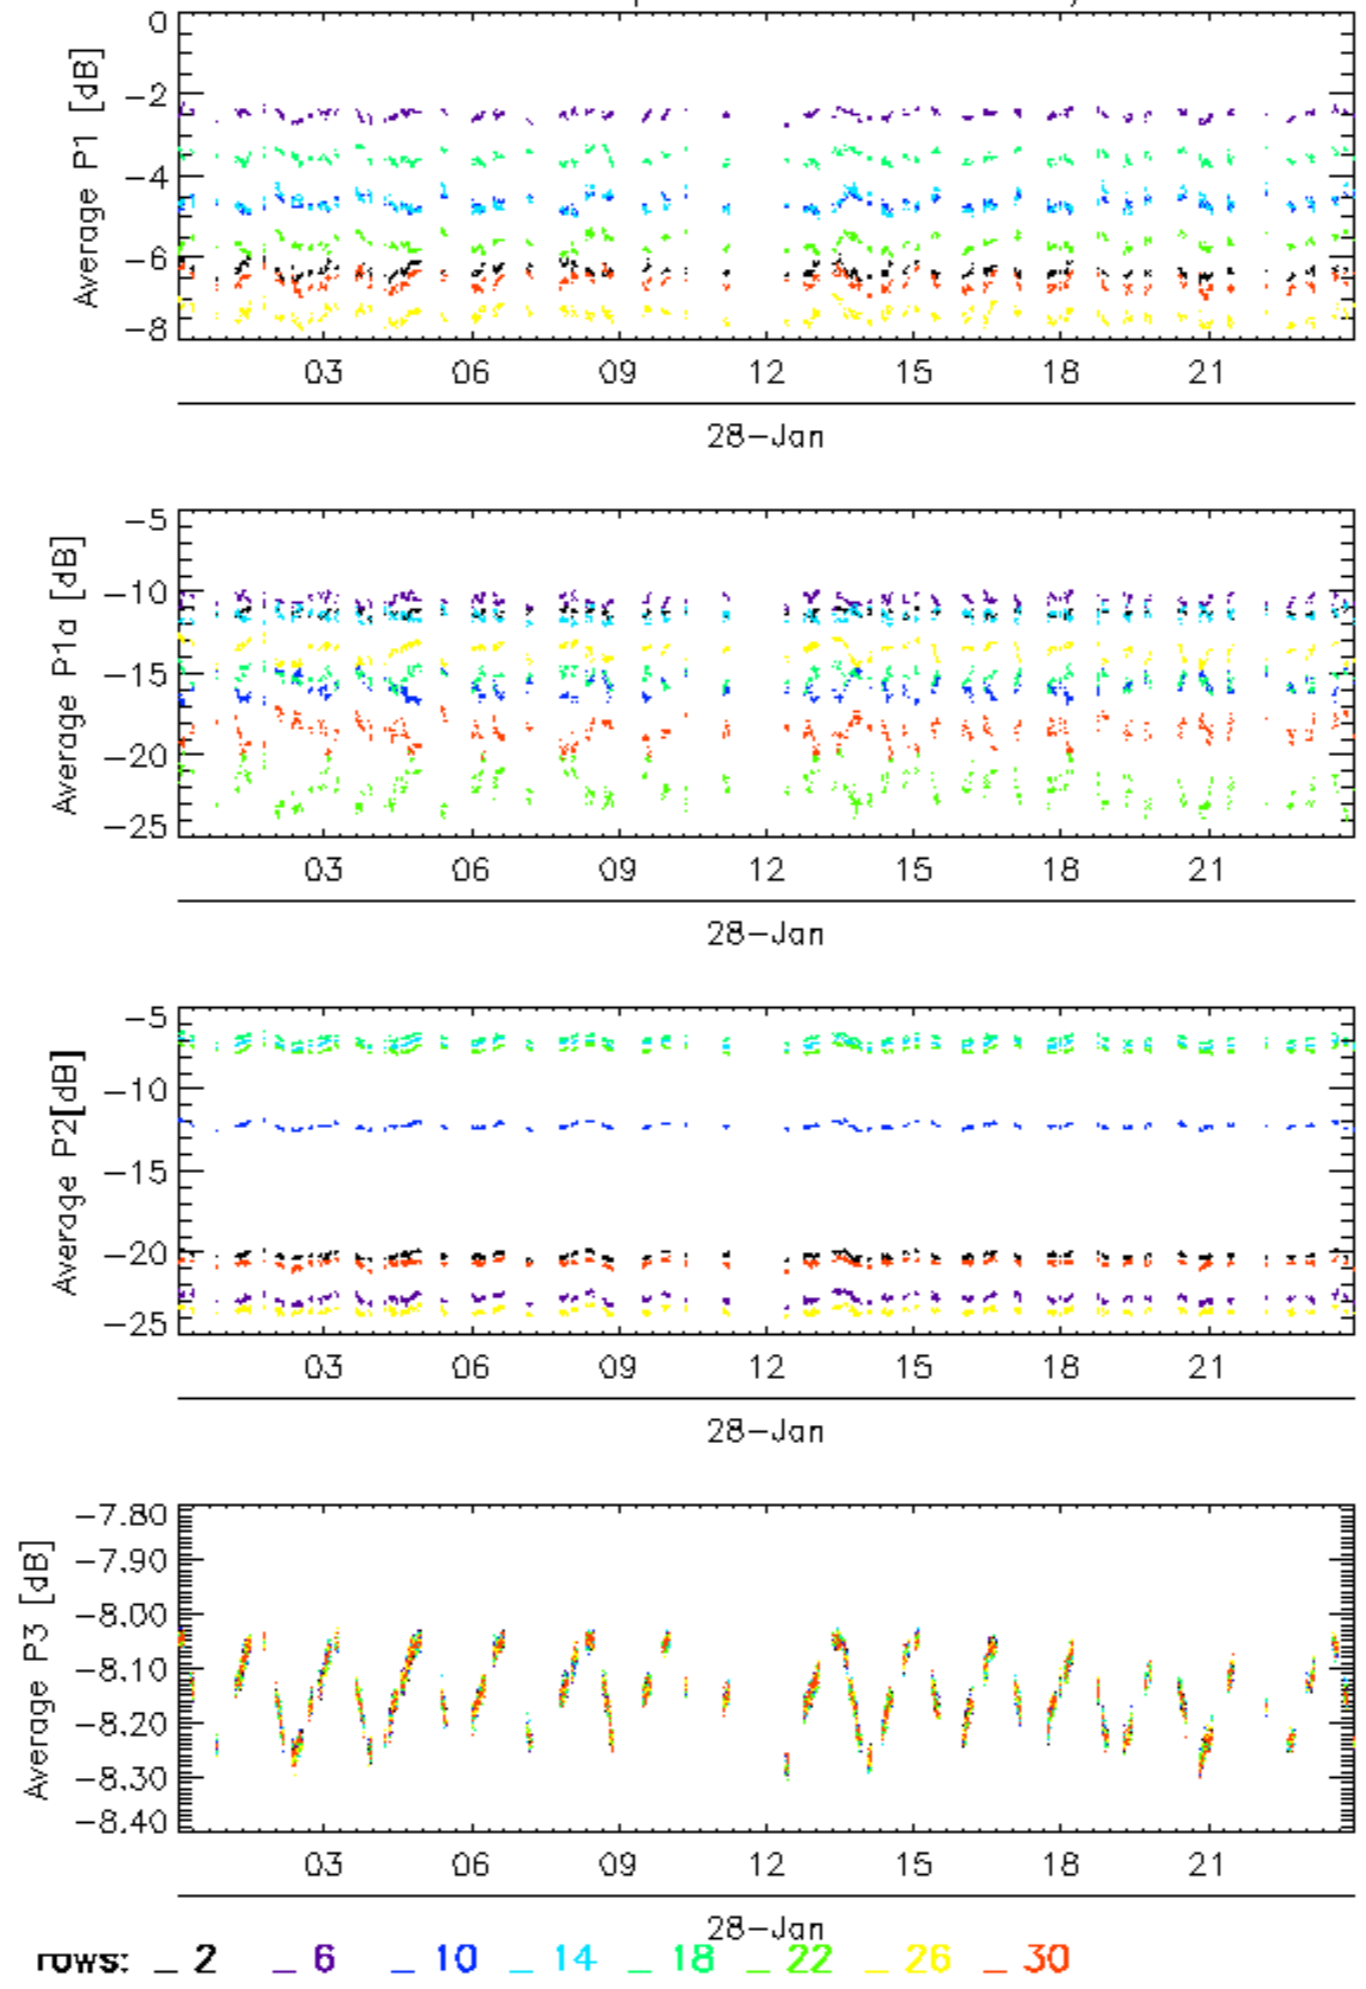 0
−2
−4
−6
−8
Average P1 [dB]
03 06 09 12 15 18 21
28−Jan
−5
−10
−15
−20
−25
Average P1a [dB]
03 06 09 12 15 18 21
28−Jan
−5
−10
−15
−20
−25
Average P2[dB]
03 06 09 12 15 18 21
28−Jan
−7.80
−7.90
−8.00
−8.10
−8.20
−8.30
−8.40
Average P3 [dB]
03 06 09 12 15 18 21
28−Jan
rows: _ 2 _ 6 _ 10 _ 14 _ 18 _ 22 _ 26 _ 30